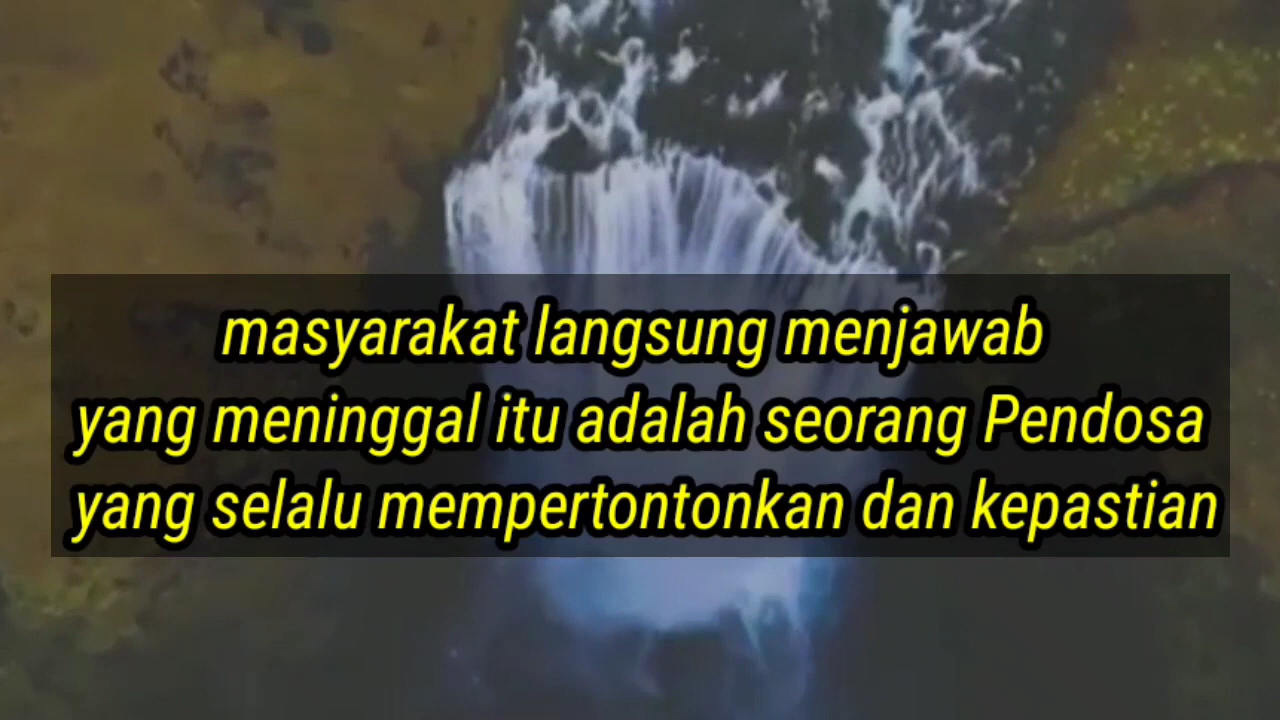 masyarakat langsung menjawab
yang meninggal itu adalah seorang Pendosa
yang selalu mempertontonkan dan kepastian